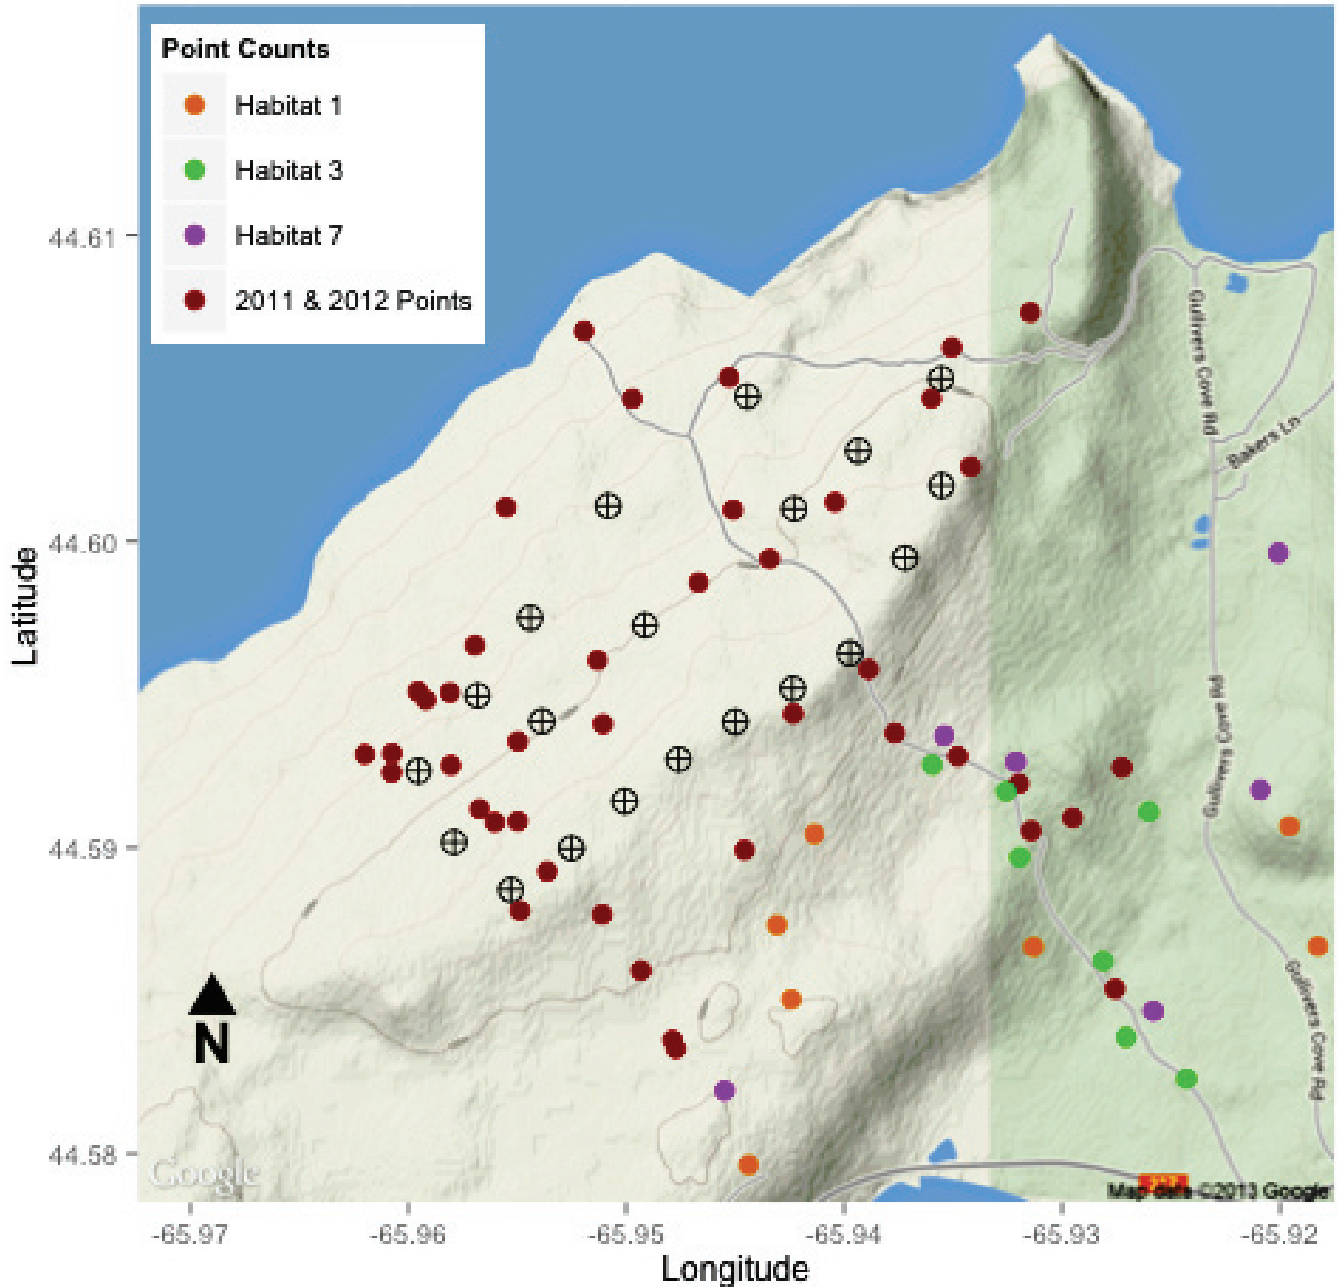 Point Counts
Habitat 1
Habitat 3
Habitat 7
2011 & 2012 Points
44.61
44.60
44.59
44.58
Latitude
N
Gullivers Cove Rd
Bakers Ln
Gullivers Cove Rd
Gullivers Cove Rd
Google
Map data ©2013 Google
-65.97
-65.96
-65.95
-65.94
-65.93
-65.92
Longitude